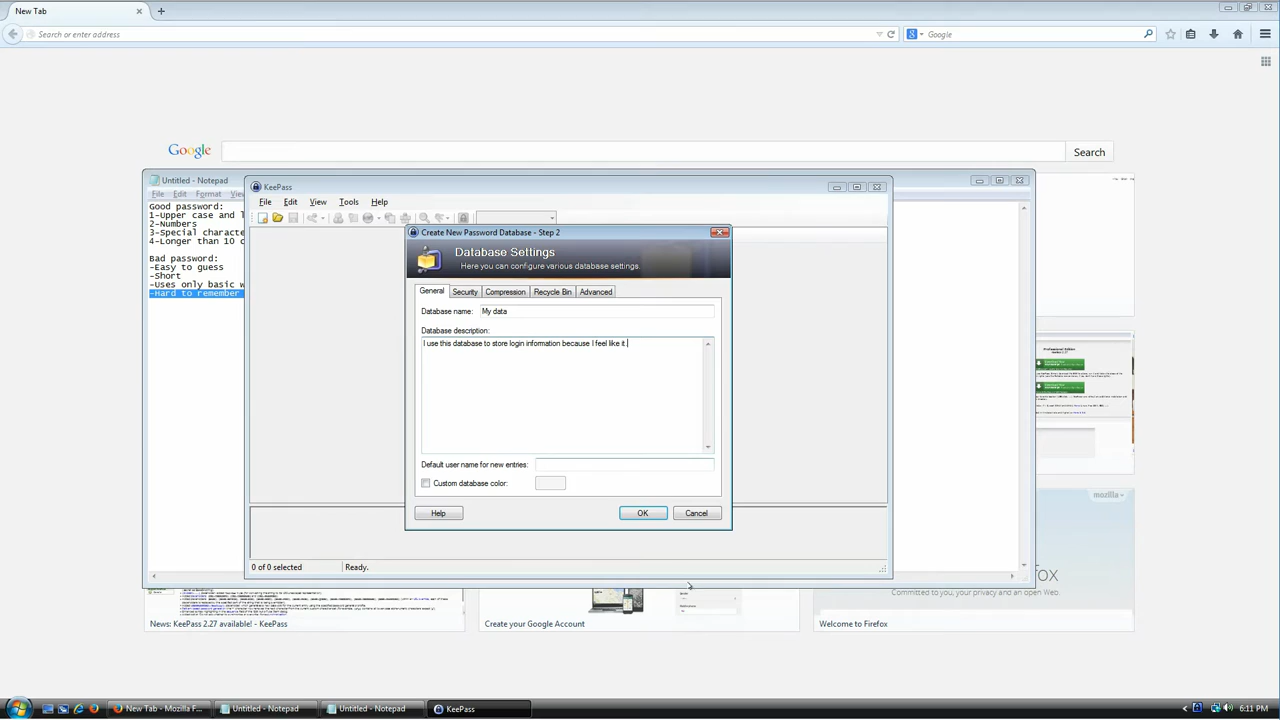 New Tab
Search or enter address
Google
Google
Search
Untitled - Notepad
File Edit Format
Good password:
1-Upper case and l
2-Numbers
3-Special characte
4-Longer than 10 c
Bad password:
-Easy to guess
-Short
-Uses only basic w
-Hard to remember
KeePass
File Edit View Tools Help
Create New Password Database - Step 2
Database Settings
Here you can configure various database settings.
General Security Compression Recycle Bin Advanced
Database name: My data
Database description:
I use this database to store login information because I feel like it.
Default user name for new entries:
Custom database color:
Help OK Cancel
0 of 0 selected Ready.
mozilla
FOX
Committed to you, your privacy and an open Web.
News: KeePass 2.27 available! - KeePass
Create your Google Account
Welcome to Firefox
New Tab - Mozilla F...
Untitled - Notepad
Untitled - Notepad
KeePass
6:11 PM